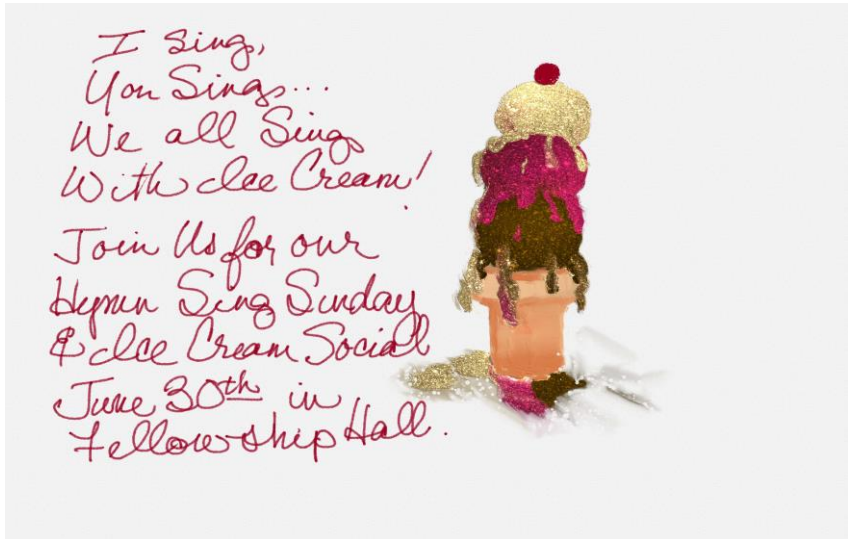 I Sing,
You Sings...
We all Sing
With Ice Cream!
Join Us for our
Hymn Sing Sunday
& Ice Cream Social
June 30th in
Fellowship Hall.